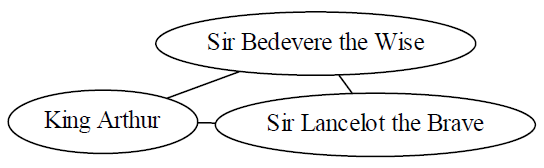 Sir Bedevere the Wise
King Arthur
Sir Lancelot the Brave